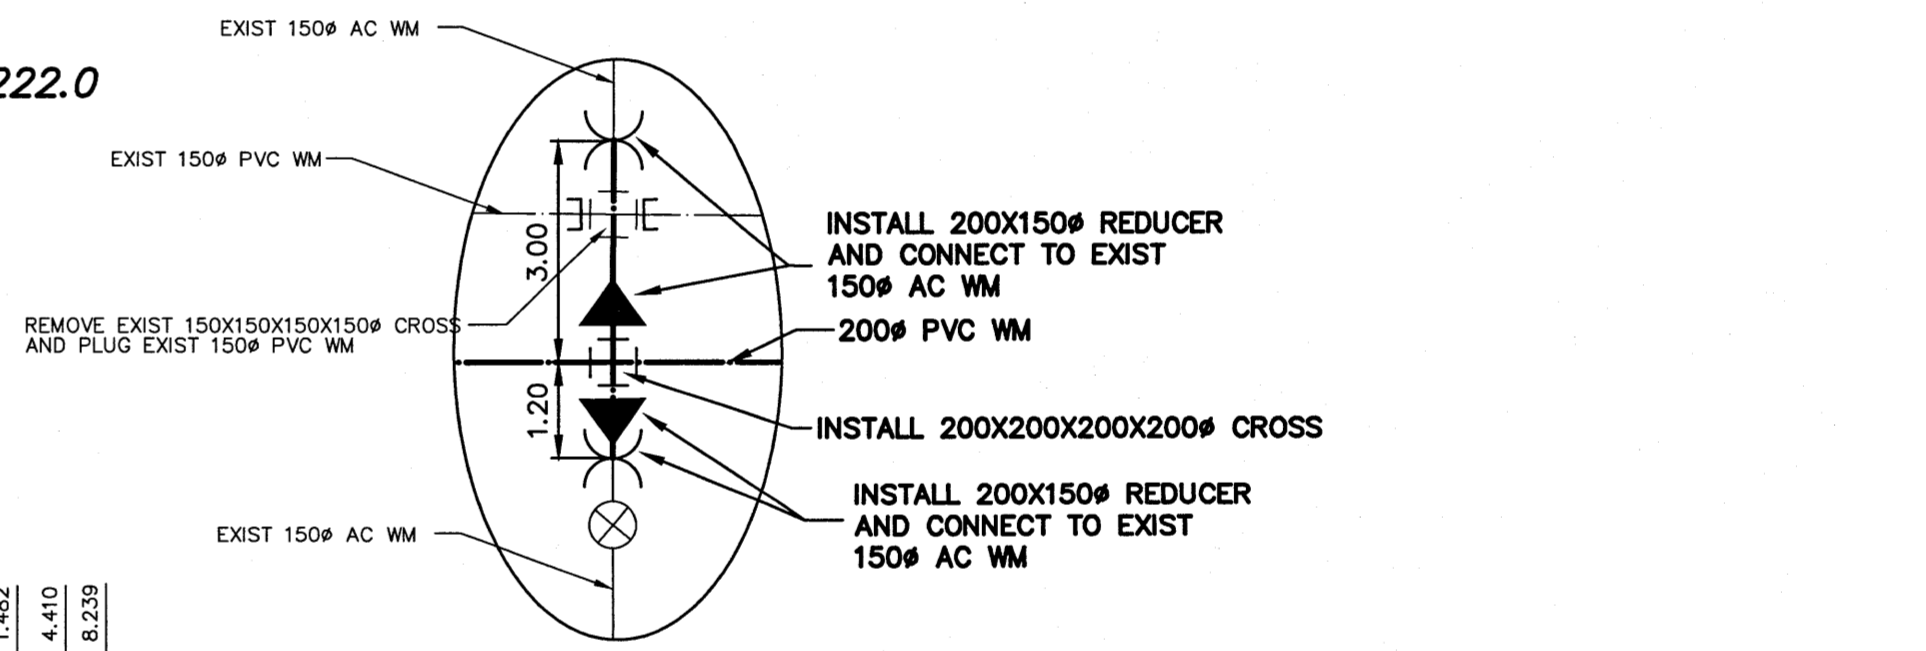 EXIST 150ø AC WM
222.0
EXIST 150ø PVC WM
3.00
INSTALL 200X150ø REDUCER
AND CONNECT TO EXIST
150ø AC WM
REMOVE EXIST 150X150X150X150ø CROSS
AND PLUG EXIST 150ø PVC WM
200ø PVC WM
1.20
INSTALL 200X200X200X200ø CROSS
INSTALL 200X150ø REDUCER
AND CONNECT TO EXIST
150ø AC WM
EXIST 150ø AC WM
4.410
8.239